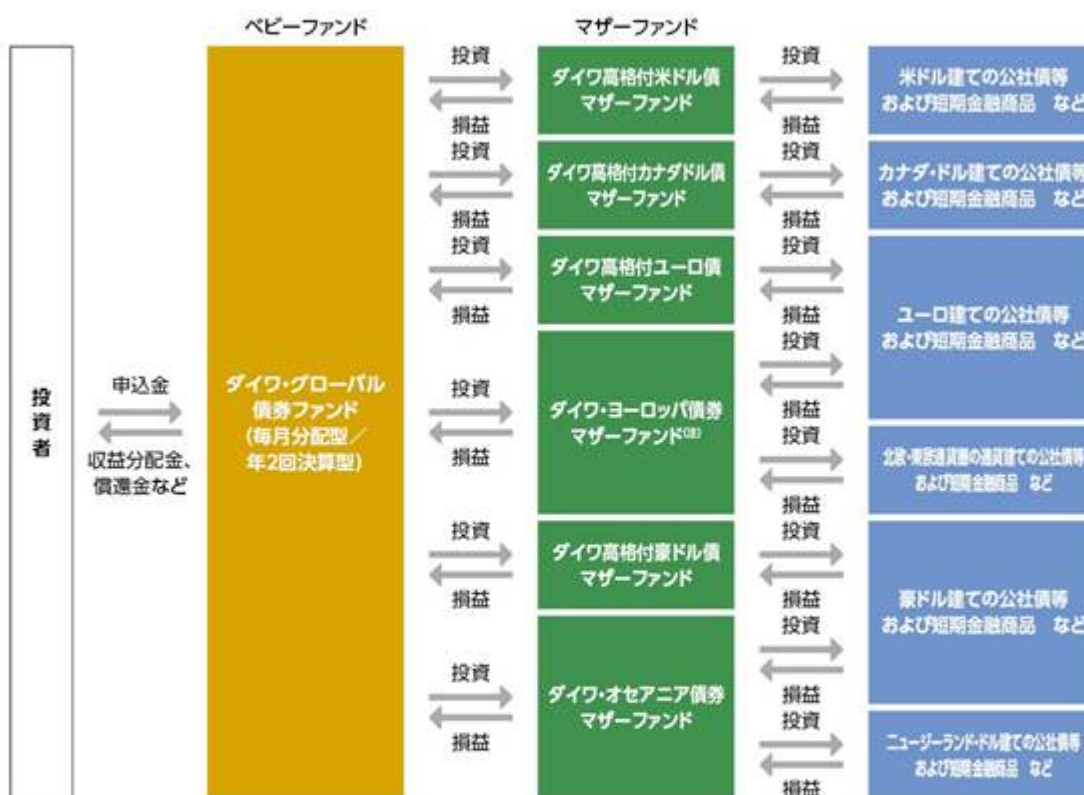 ベビーファンド
マザーファンド
投資者
申込金
収益分配金、
償還金など
ダイワ・グローバル
債券ファンド
(毎月分配型／
年2回決算型)
投資
損益
投資
損益
投資
損益
投資
損益
投資
損益
投資
損益
ダイワ高格付米ドル債
マザーファンド
ダイワ高格付カナダドル債
マザーファンド
ダイワ高格付ユーロ債
マザーファンド
ダイワ・ヨーロッパ債券
マザーファンド(注)
ダイワ高格付豪ドル債
マザーファンド
ダイワ・オセアニア債券
マザーファンド
投資
損益
投資
損益
投資
損益
投資
損益
投資
損益
投資
損益
投資
損益
投資
損益
米ドル建ての公社債等
および短期金融商品 など
カナダ・ドル建ての公社債等
および短期金融商品 など
ユーロ建ての公社債等
および短期金融商品 など
北欧・東欧通貨圏の通貨建ての公社債等
および短期金融商品 など
豪ドル建ての公社債等
および短期金融商品 など
ニュージーランド・ドル建ての公社債等
および短期金融商品 など